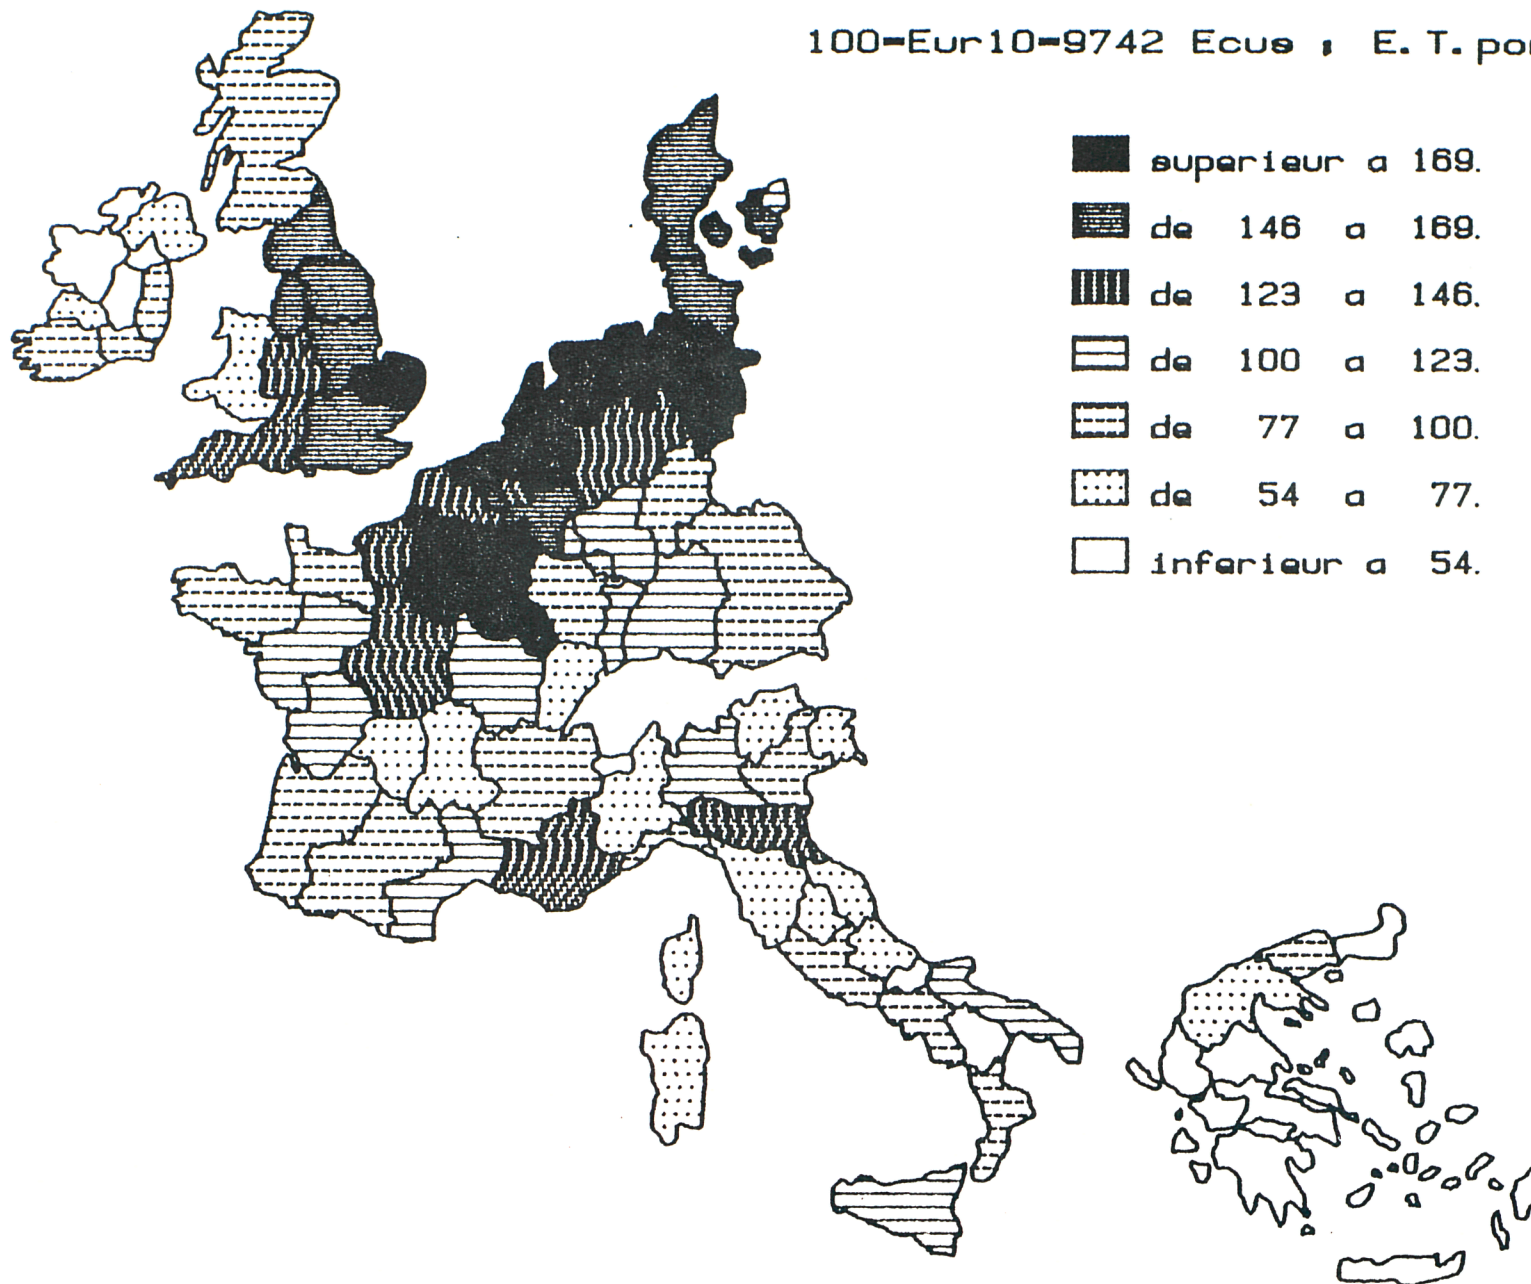 100=Eur10=9742 Ecus ; E.T.por
superieur a 169.
de 146 a 169.
de 123 a 146.
de 100 a 123.
de 77 a 100.
de 54 a 77.
inferieur a 54.